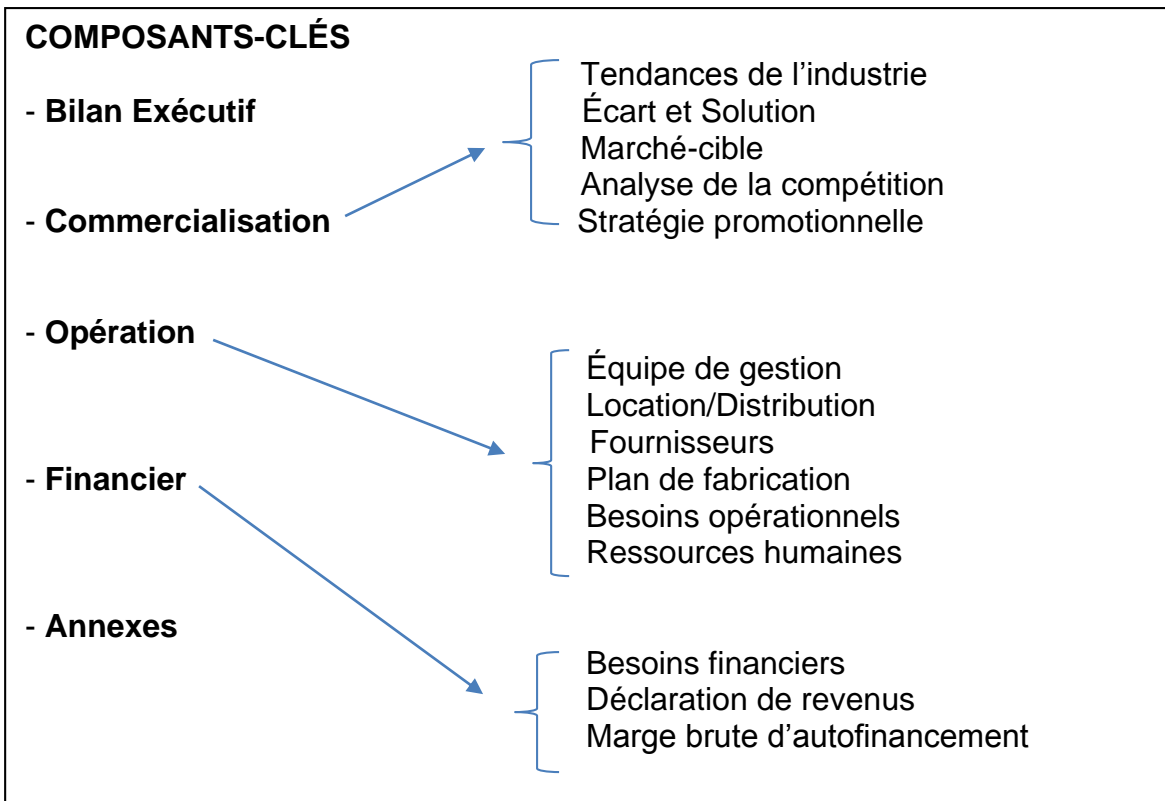 COMPOSANTS-CLÉS
- Bilan Exécutif
- Commercialisation
Tendances de l’industrie
Écart et Solution
Marché-cible
Analyse de la compétition
Stratégie promotionnelle
- Opération
Équipe de gestion
Location/Distribution
Fournisseurs
Plan de fabrication
Besoins opérationnels
Ressources humaines
- Financier
Besoins financiers
Déclaration de revenus
Marge brute d’autofinancement
- Annexes